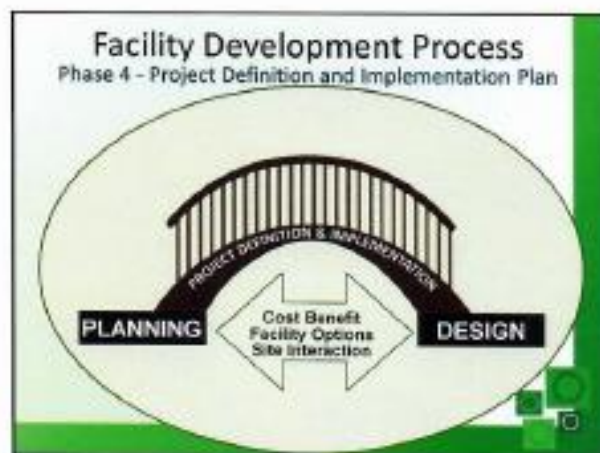 Facility Development Process
Phase 4 - Project Definition and Implementation Plan
PROJECT DEFINITION & IMPLEMENTATION
PLANNING
Cost Benefit
Facility Options
Site Interaction
DESIGN